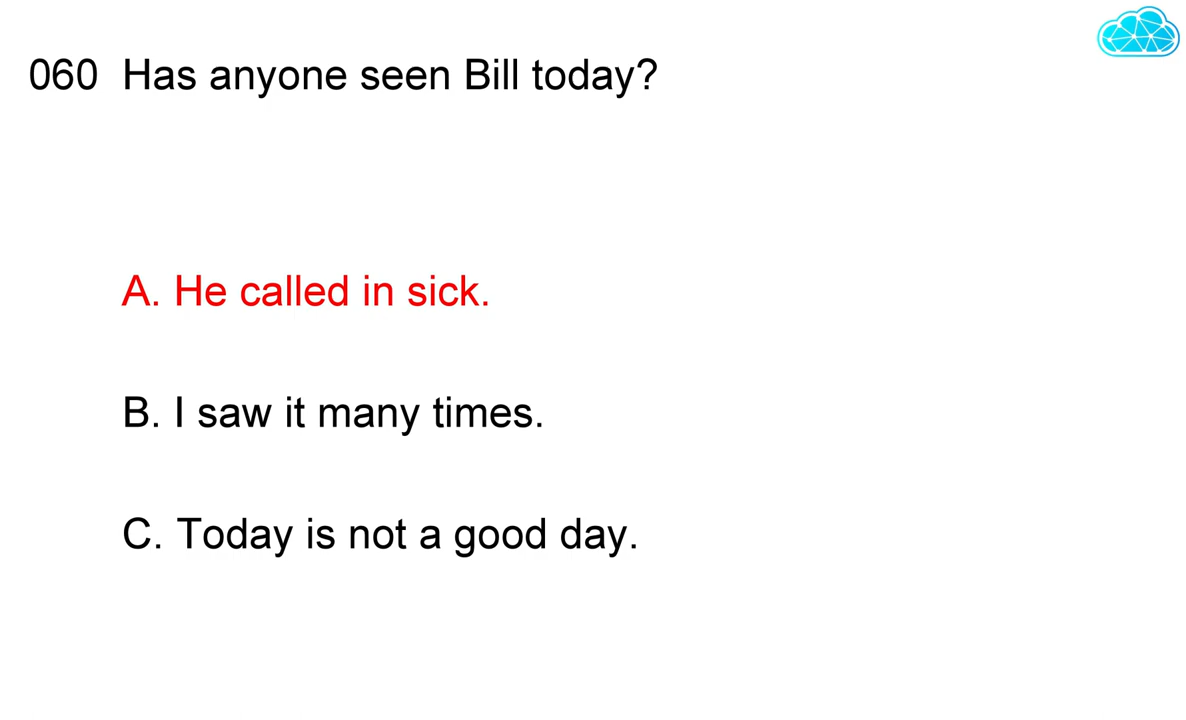 060 Has anyone seen Bill today?
A. He called in sick.
B. I saw it many times.
C. Today is not a good day.